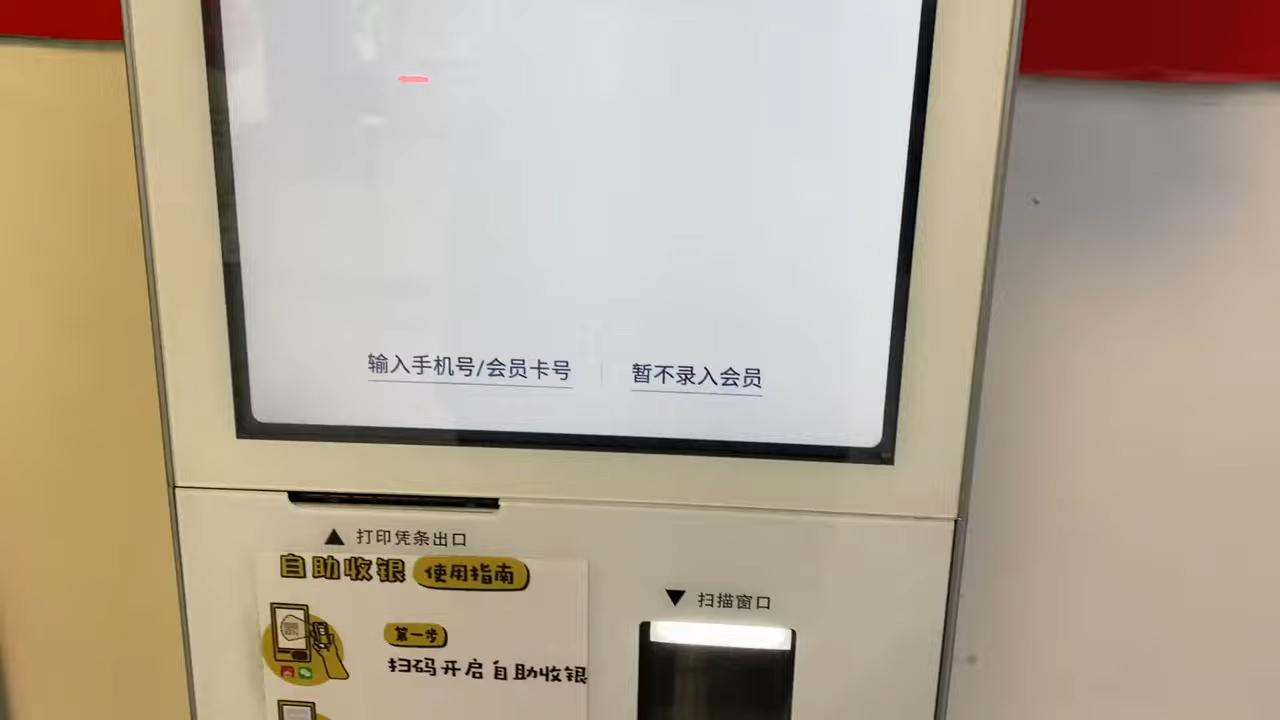 输入手机号/会员卡号
暂不录入会员
▲ 打印凭条出口
自助收银 使用指南
▼ 扫描窗口
第一步
扫码开启自助收银